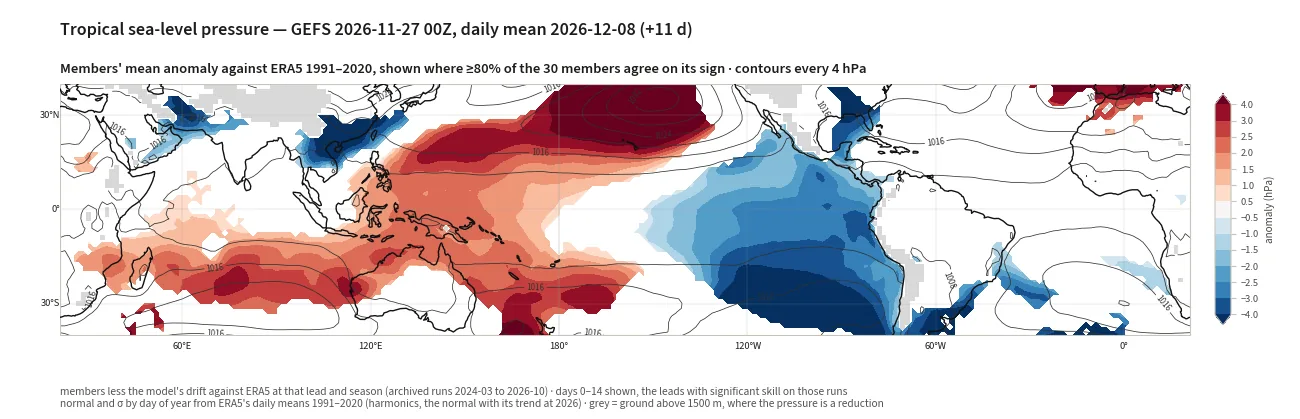 Tropical sea-level pressure — GEFS 2026-11-27 00Z, daily mean 2026-12-08 (+11 d)
Members' mean anomaly against ERA5 1991–2020, shown where ≥80% of the 30 members agree on its sign · contours every 4 hPa
30°N
0°
30°S
60°E
120°E
180°
120°W
60°W
0°
1016
1016
1016
1016
1016
1016
1016
1016
1016
1016
1016
1008
1016
4.0
3.0
2.5
2.0
1.5
1.0
0.5
−0.5
−1.0
−1.5
−2.0
−2.5
−3.0
−4.0
anomaly (hPa)
members less the model's drift against ERA5 at that lead and season (archived runs 2024-03 to 2026-10) · days 0–14 shown, the leads with significant skill on those runs
normal and σ by day of year from ERA5's daily means 1991–2020 (harmonics, the normal with its trend at 2026) · grey = ground above 1500 m, where the pressure is a reduction